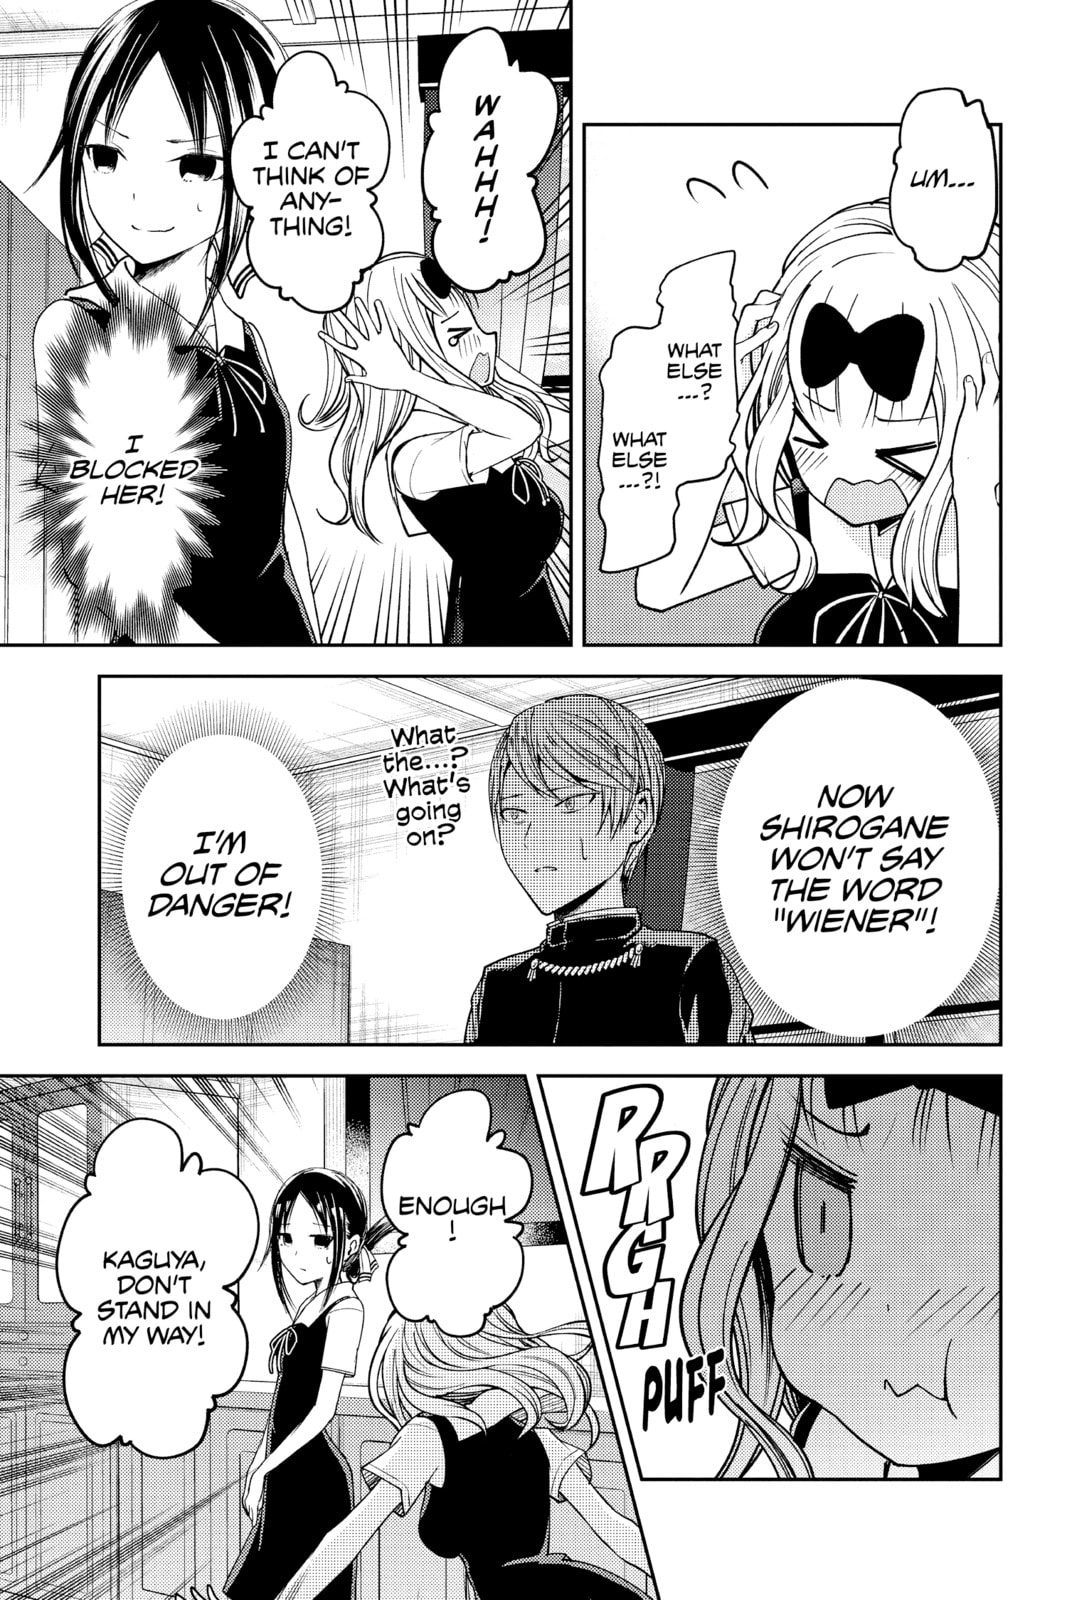 UM...
WHAT
ELSE
...?
WHAT
ELSE
...?!
WAHHH!
I CAN'T
THINK OF
ANY-
THING!
I
BLOCKED
HER!
NOW
SHIROGANE
WON'T SAY
THE WORD
"WIENER"!
What
the...?
What's
going
on?
I'M
OUT OF
DANGER!
RRGH
PUFF
ENOUGH
!
KAGUYA,
DON'T
STAND IN
MY WAY!